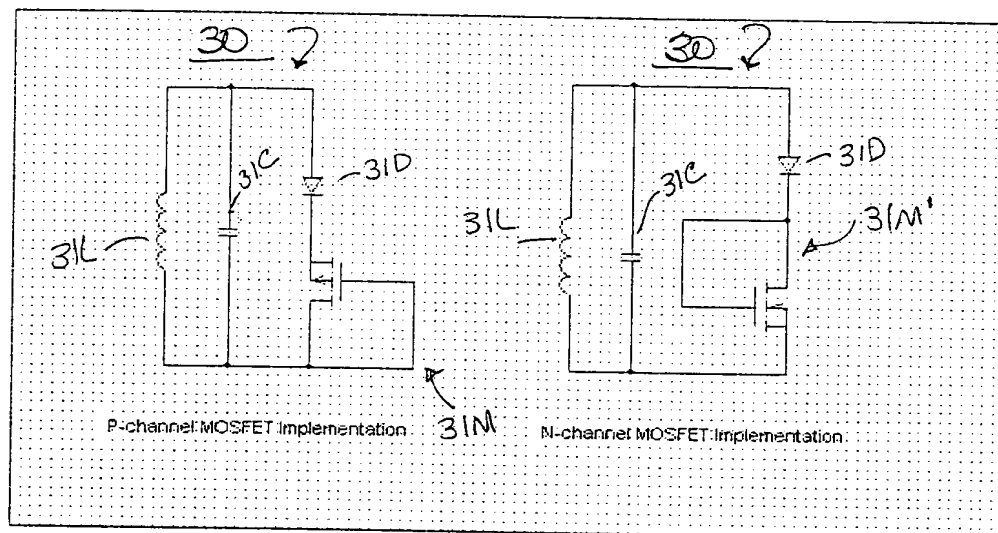 30
30
31C
31D
31C
31D
31L
31L
31M'
31M
P-channel MOSFET Implementation
N-channel MOSFET Implementation